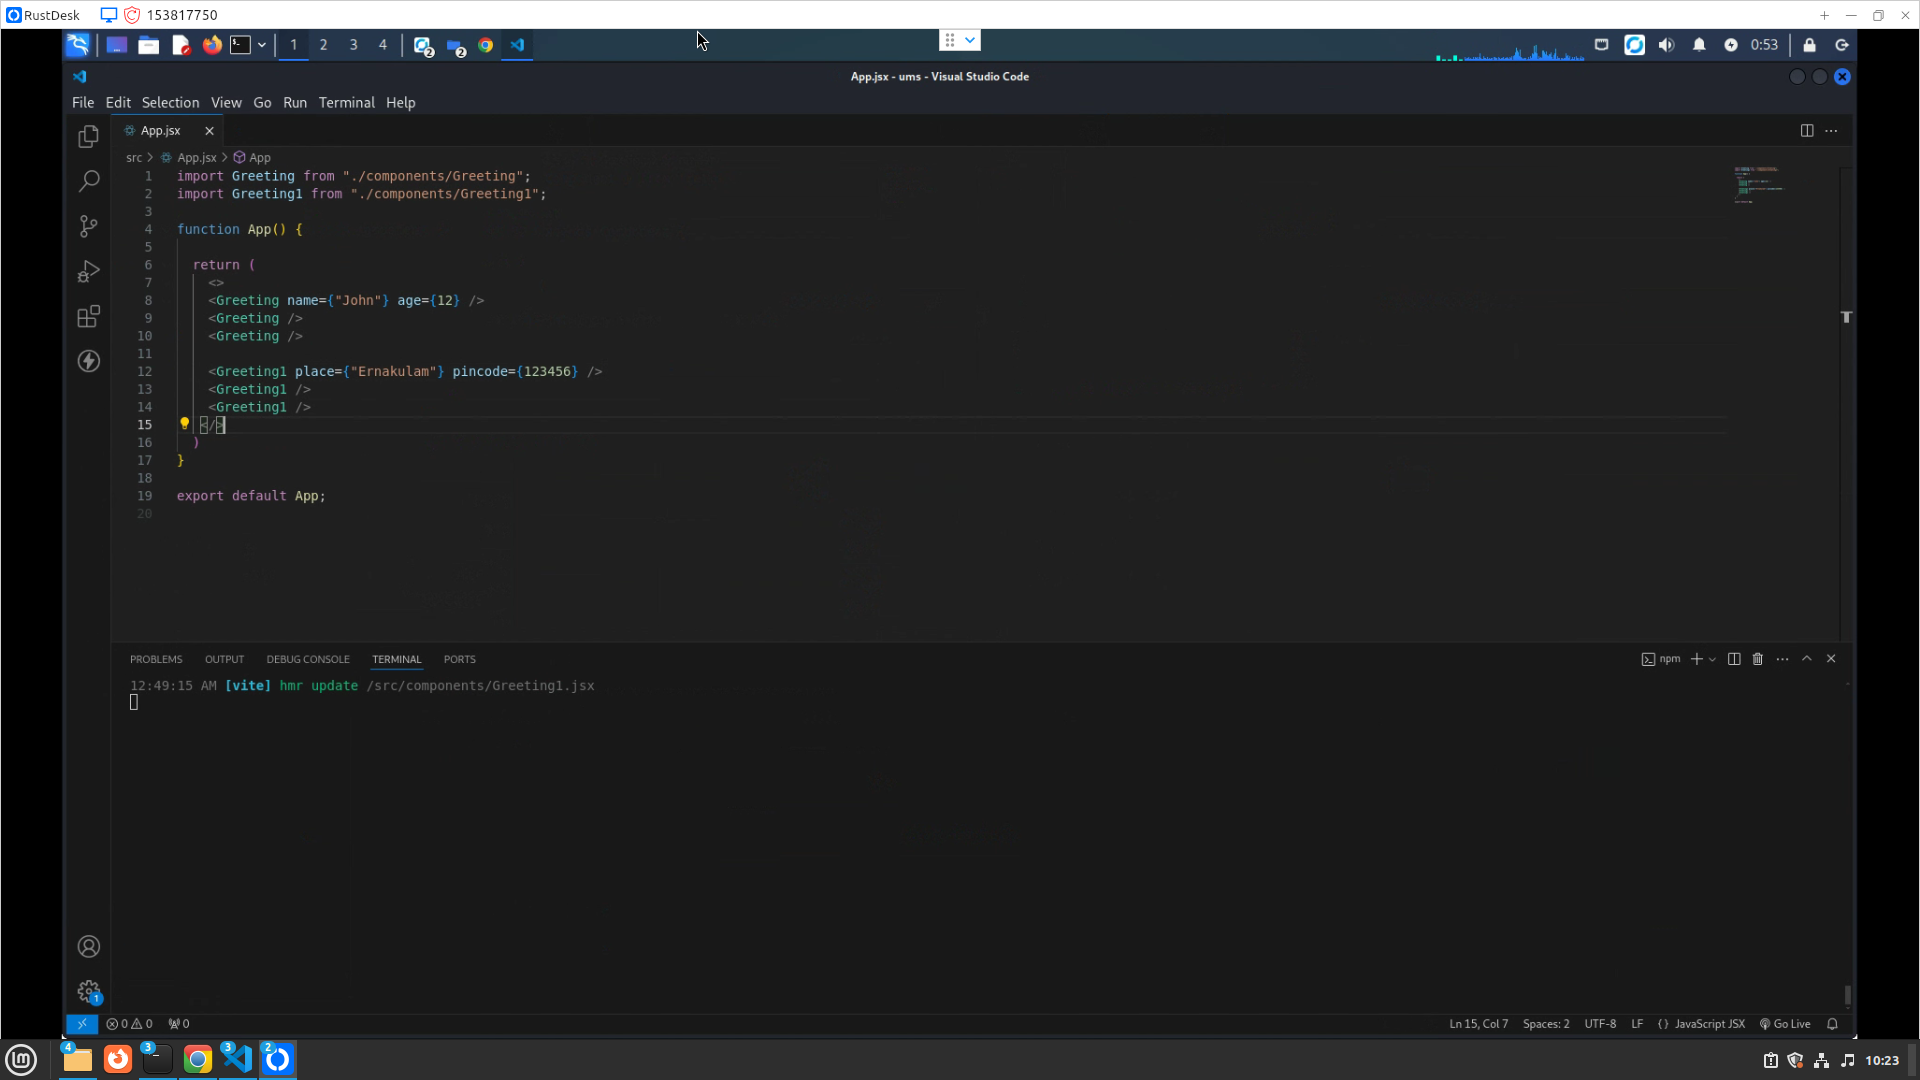 RustDesk 153817750
1 2 3 4 2 2 0:53
App.jsx - ums - Visual Studio Code
File Edit Selection View Go Run Terminal Help
App.jsx
src > App.jsx > App
1 import Greeting from "./components/Greeting";
2 import Greeting1 from "./components/Greeting1";
3
4 function App() {
5
6 return (
7 <>
8 <Greeting name={"John"} age={12} />
9 <Greeting />
10 <Greeting />
11
12 <Greeting1 place={"Ernakulam"} pincode={123456} />
13 <Greeting1 />
14 <Greeting1 />
15 </>
16 )
17 }
18
19 export default App;
20
PROBLEMS OUTPUT DEBUG CONSOLE TERMINAL PORTS npm
12:49:15 AM [vite] hmr update /src/components/Greeting1.jsx
1
0 0 0 Ln 15, Col 7 Spaces: 2 UTF-8 LF {} JavaScript JSX Go Live
4 3 3 2 10:23